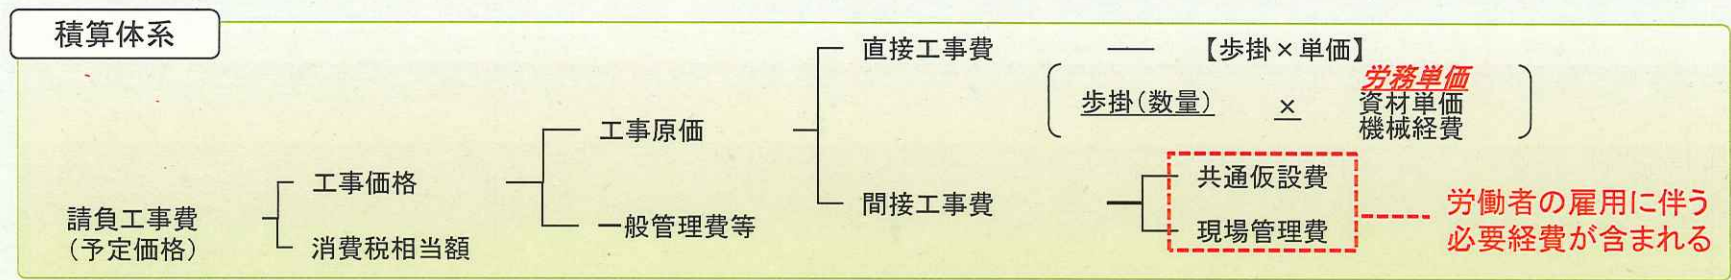 積算体系
直接工事費 【歩掛×単価】
歩掛（数量） × 労務単価
資材単価
機械経費
工事原価
工事価格
共通仮設費
間接工事費
現場管理費
労働者の雇用に伴う
必要経費が含まれる
一般管理費等
請負工事費
（予定価格）
消費税相当額